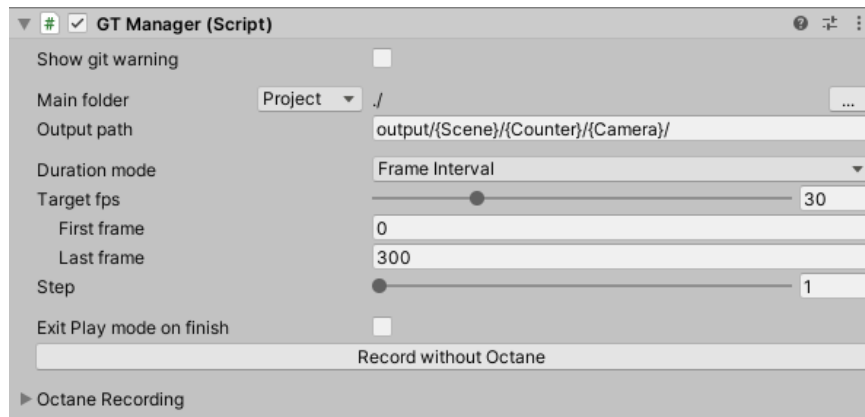 # GT Manager (Script)
Show git warning
Main folder Project ./ ...
Output path output/{Scene}/{Counter}/{Camera}/
Duration mode Frame Interval
Target fps 30
First frame 0
Last frame 300
Step 1
Exit Play mode on finish
Record without Octane
Octane Recording